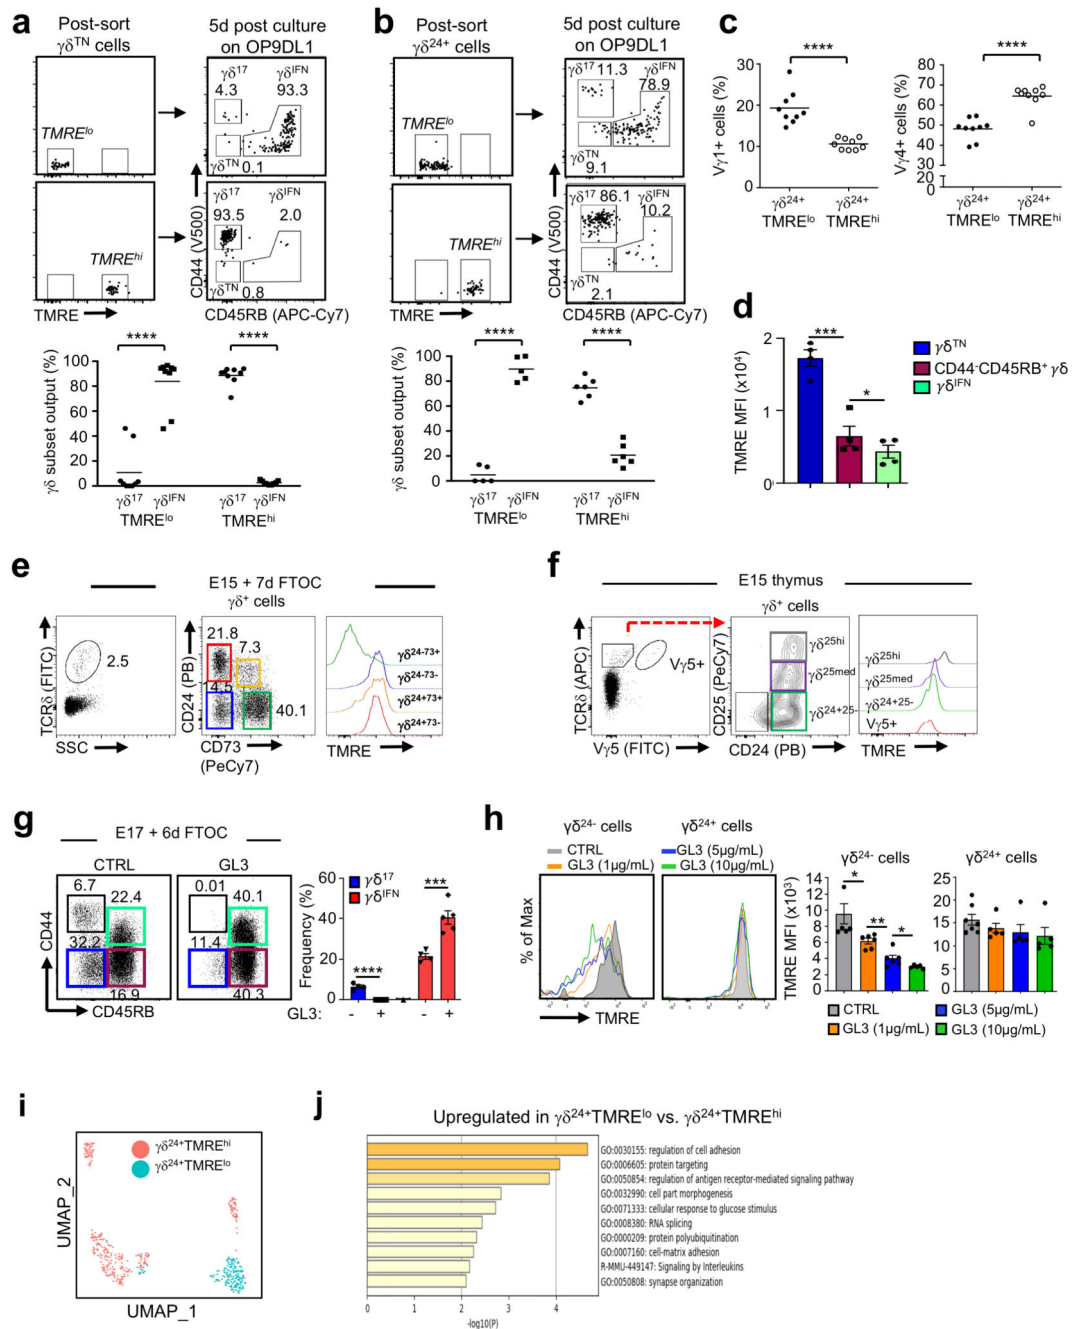 a
Post-sort
γδTN cells
5d post culture
on OP9DL1
γδ17
4.3
γδIFN
93.3
TMRElo
γδTN
0.1
γδ17
γδIFN
93.5
2.0
TMREhi
γδTN
0.8
CD44 (V500)
TMRE
CD45RB (APC-Cy7)
****
****
γδ subset output (%)
100
80
60
40
20
0
γδ17 γδIFN
TMRElo
γδ17 γδIFN
TMREhi
b
Post-sort
γδ24+ cells
5d post culture
on OP9DL1
γδ17 11.3
γδIFN
78.9
TMRElo
γδTN
9.1
γδ17 86.1
γδIFN
10.2
TMREhi
γδTN
2.1
CD44 (V500)
TMRE
CD45RB (APC-Cy7)
****
****
γδ subset output (%)
100
80
60
40
20
0
γδ17 γδIFN
TMRElo
γδ17 γδIFN
TMREhi
c
****
Vγ1+ cells (%)
30
20
10
0
γδ24+
TMRElo
γδ24+
TMREhi
****
Vγ4+ cells (%)
80
70
60
50
40
30
20
0
γδ24+
TMRElo
γδ24+
TMREhi
d
TMRE MFI (x10⁴)
2
1
0
***
*
γδTN
CD44-CD45RB+ γδ
γδIFN
e
E15 + 7d FTOC
γδ+ cells
TCRδ (FITC)
2.5
SSC
CD24 (PB)
21.8
7.3
4.5
40.1
CD73
(PeCy7)
γδ24-73+
γδ24-73-
γδ24+73+
γδ24+73-
TMRE
f
E15 thymus
γδ+ cells
TCRδ (APC)
Vγ5+
Vγ5 (FITC)
CD25 (PeCy7)
γδ25hi
γδ25med
γδ24+25-
CD24 (PB)
γδ25hi
γδ25med
γδ24+25-
Vγ5+
TMRE
g
E17 + 6d FTOC
CTRL
GL3
6.7
22.4
32.2
16.9
0.01
40.1
11.4
40.3
CD44
CD45RB
Frequency (%)
60
40
20
0
γδ17
γδIFN
****
***
GL3: - + - +
h
γδ24- cells
γδ24+ cells
CTRL
GL3 (1μg/mL)
GL3 (5μg/mL)
GL3 (10μg/mL)
% of Max
TMRE
γδ24- cells
γδ24+ cells
TMRE MFI (x10³)
14
12
10
8
6
4
2
0
*
**
*
25
20
15
10
5
0
CTRL
GL3 (1μg/mL)
GL3 (5μg/mL)
GL3 (10μg/mL)
i
γδ24+TMREhi
γδ24+TMRElo
UMAP_2
UMAP_1
j
Upregulated in γδ24+TMRElo vs. γδ24+TMREhi
GO:0030155: regulation of cell adhesion
GO:0006605: protein targeting
GO:0050854: regulation of antigen receptor-mediated signaling pathway
GO:0032990: cell part morphogenesis
GO:0071333: cellular response to glucose stimulus
GO:0008380: RNA splicing
GO:0000209: protein polyubiquitination
GO:0007160: cell-matrix adhesion
R-MMU-449147: Signaling by Interleukins
GO:0050808: synapse organization
0 1 2 3 4
-log10(P)